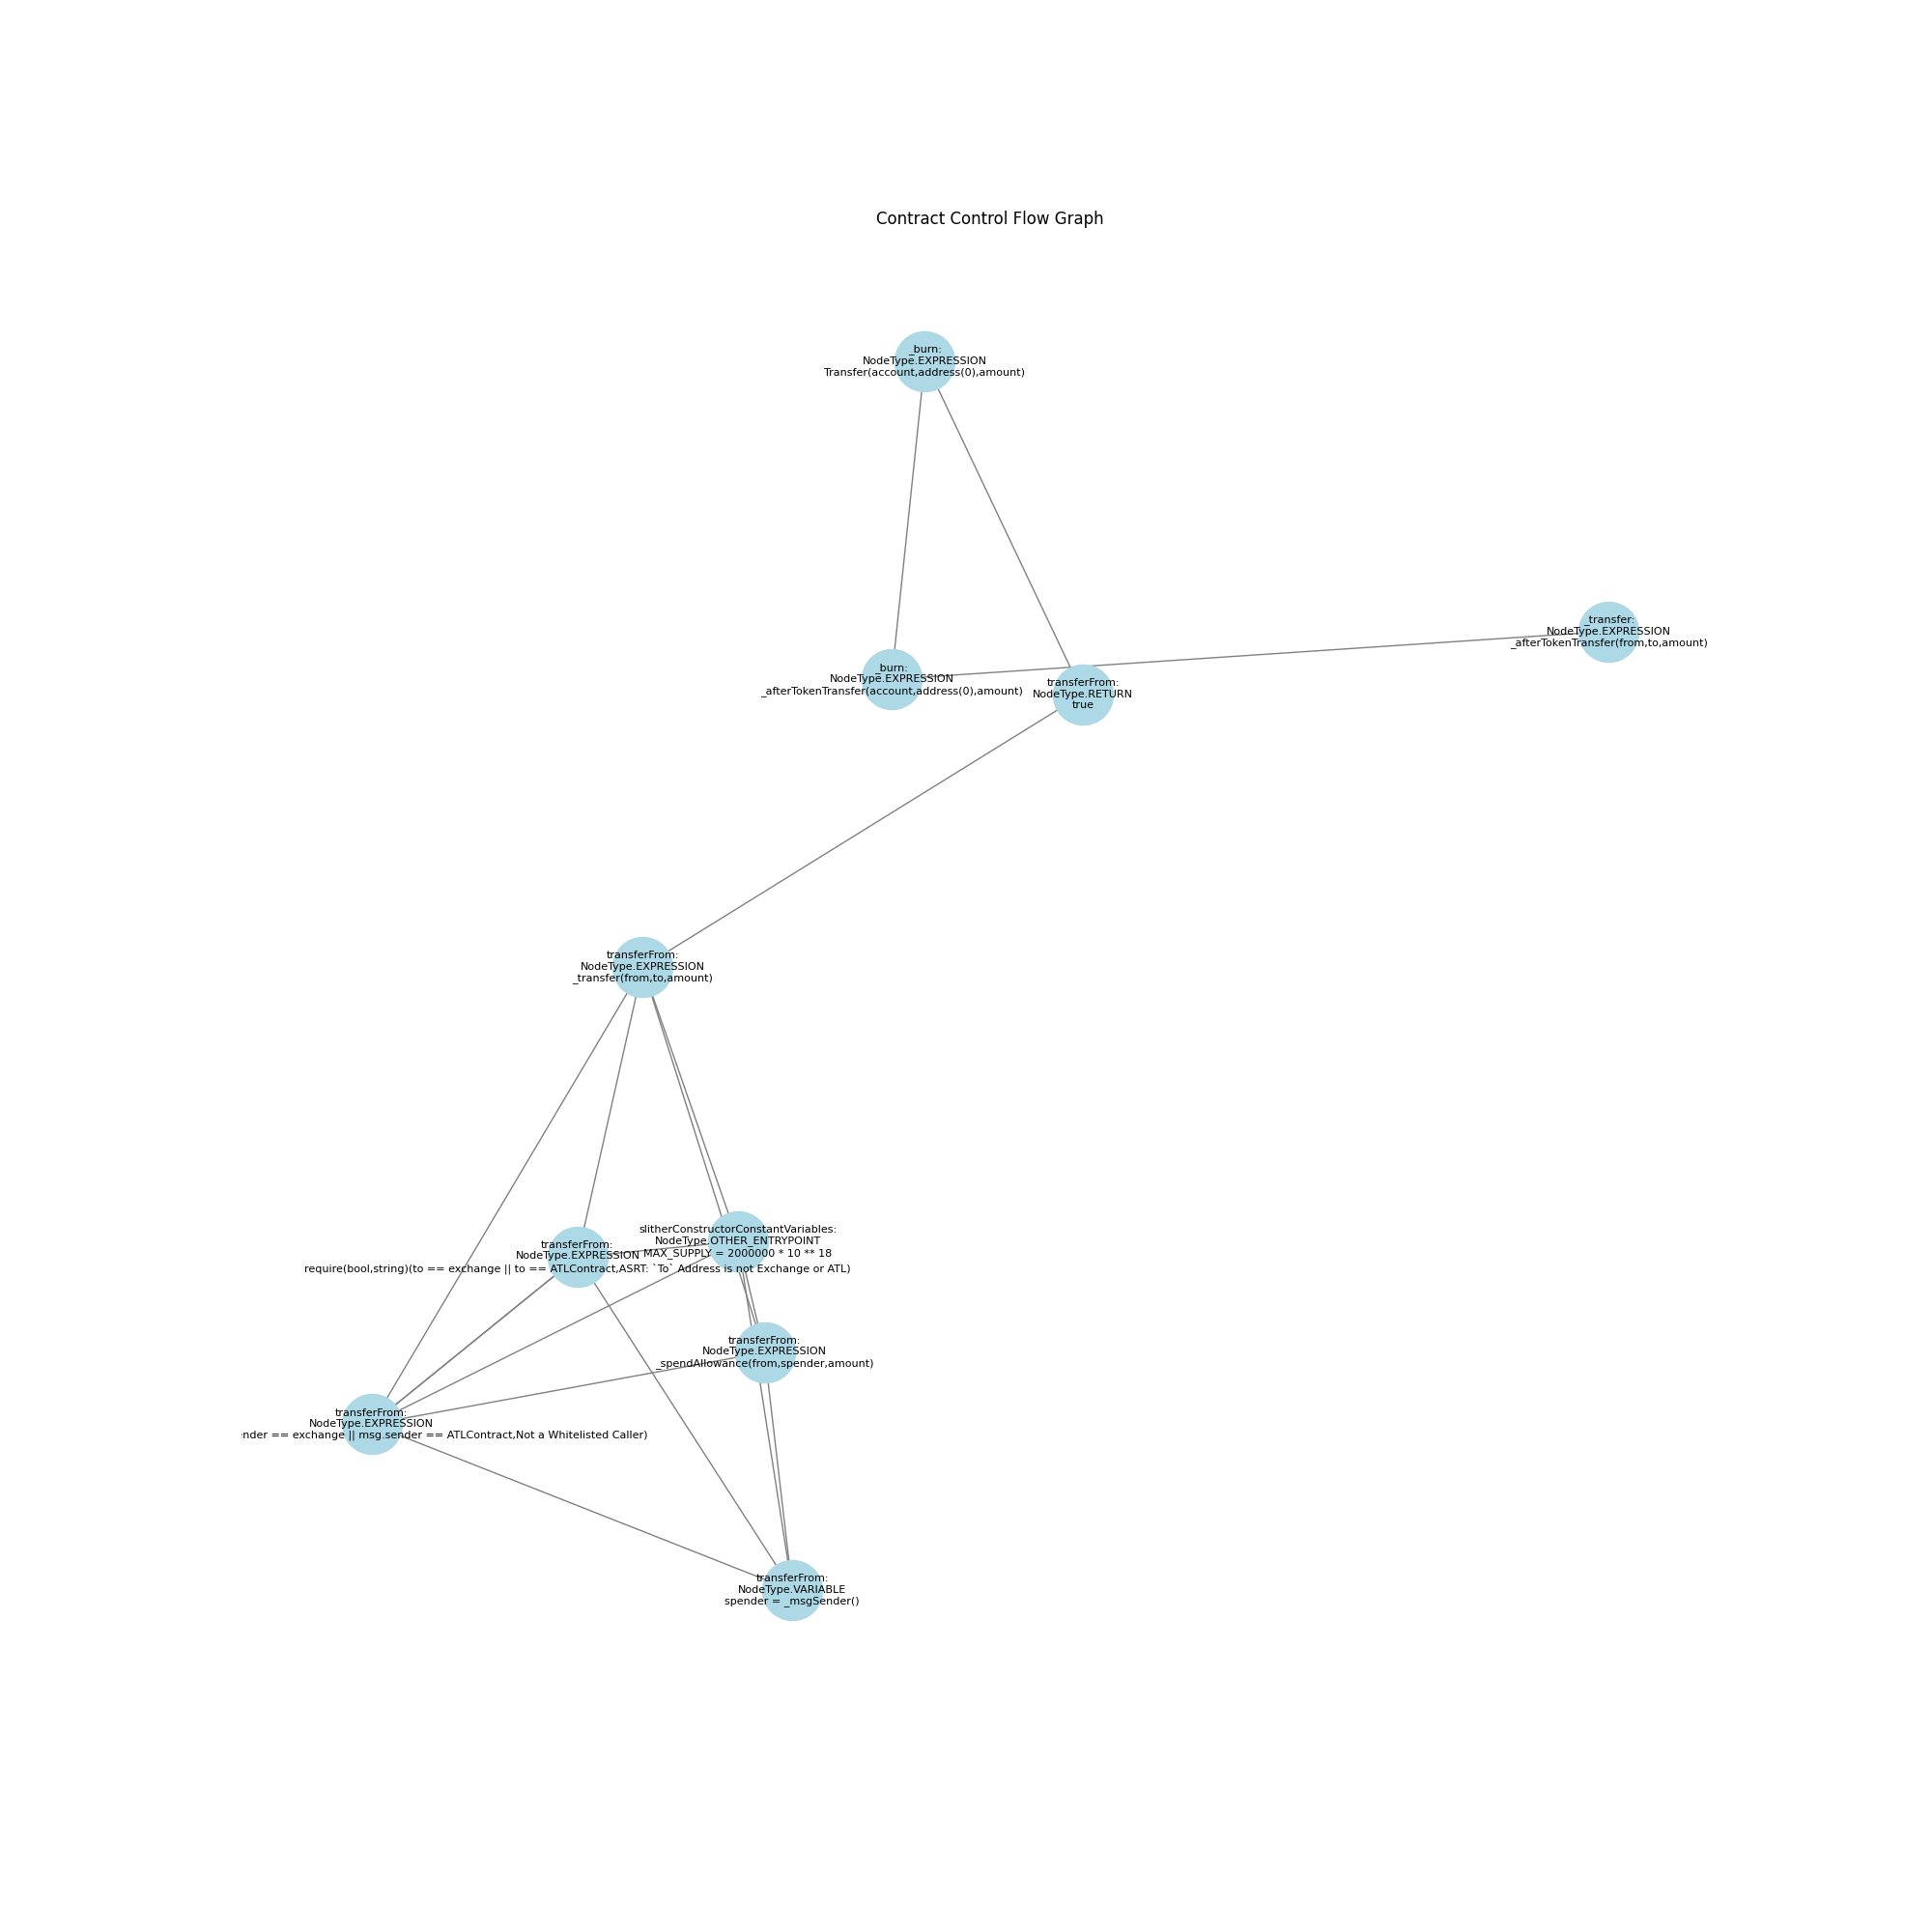 Contract Control Flow Graph
_burn:
NodeType.EXPRESSION
Transfer(account,address(0),amount)
_transfer:
NodeType.EXPRESSION
_afterTokenTransfer(from,to,amount)
_burn:
NodeType.EXPRESSION
_afterTokenTransfer(account,address(0),amount)
transferFrom:
NodeType.RETURN
true
transferFrom:
NodeType.EXPRESSION
_transfer(from,to,amount)
slitherConstructorConstantVariables:
NodeType.OTHER_ENTRYPOINT
MAX_SUPPLY = 2000000 * 10 ** 18
transferFrom:
NodeType.EXPRESSION
require(bool,string)(to == exchange || to == ATLContract,ASRT: `To` Address is not Exchange or ATL)
transferFrom:
NodeType.EXPRESSION
_spendAllowance(from,spender,amount)
transferFrom:
NodeType.EXPRESSION
ender == exchange || msg.sender == ATLContract,Not a Whitelisted Caller)
transferFrom:
NodeType.VARIABLE
spender = _msgSender()